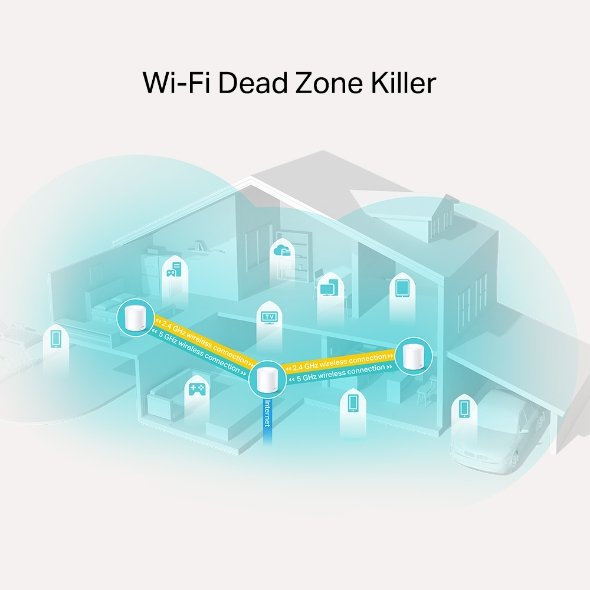 Wi-Fi Dead Zone Killer
TV
2.4 GHz wireless connection
5 GHz wireless connection
2.4 GHz wireless connection
5 GHz wireless connection
Internet